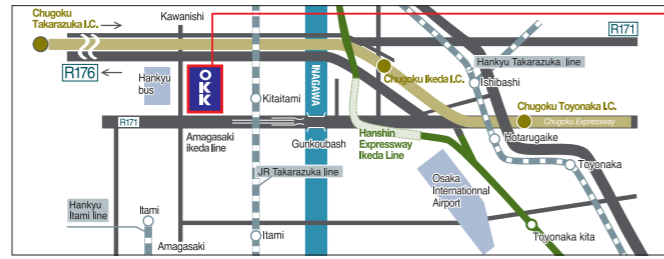 Chugoku
Takarazuka I.C.
Kawanishi
R171
R176
Hankyu
bus
OKK
Kitaitami
INAGAWA
Chugoku Ikeda I.C.
Hankyu Takarazuka line
Ishibashi
Chugoku Toyonaka I.C.
Chugoku Expressway
R171
Amagasaki
ikeda line
Gunkoubash
Hanshin
Expressway
Ikeda Line
Hotarugaike
Toyonaka
JR Takarazuka line
Osaka
Internationnal
Airport
Hankyu
Itami line
Itami
Amagasaki
Itami
Toyonaka kita